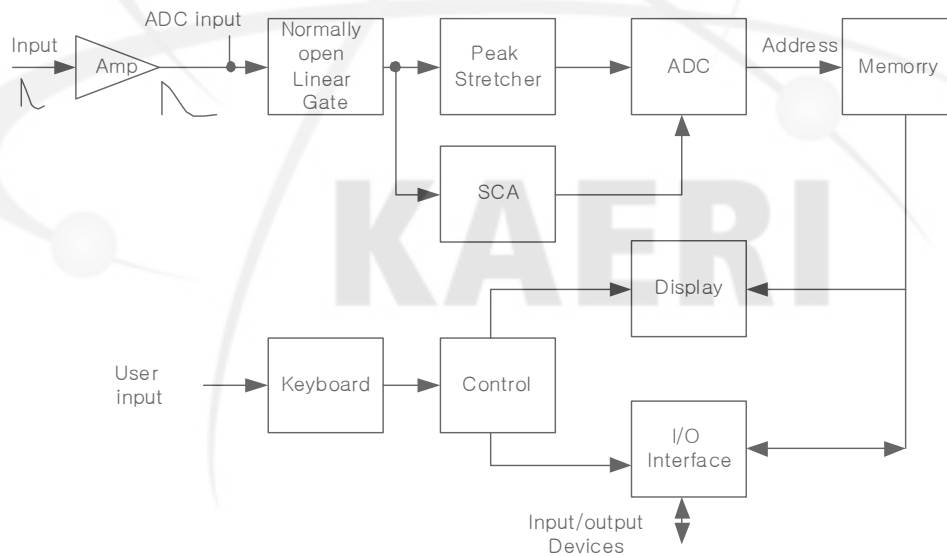 ADC input
Input
Amp
Normally
open
Linear
Gate
Peak
Stretcher
ADC
Address
Memorry
SCA
KAERI
Display
User
input
Keyboard
Control
I/O
Interface
Input/output
Devices